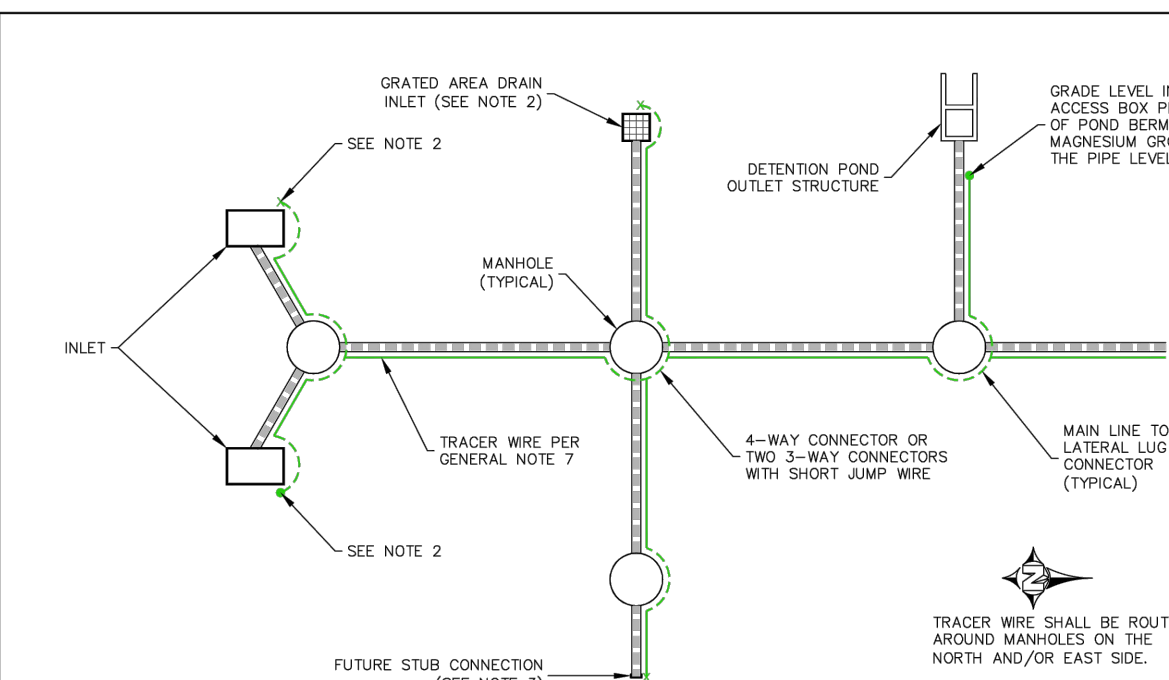 GRATED AREA DRAIN
INLET (SEE NOTE 2)
SEE NOTE 2
DETENTION POND
OUTLET STRUCTURE
GRADE LEVEL
ACCESS BOX
OF POND BERM
MAGNESIUM
THE PIPE LEVEL
MANHOLE
(TYPICAL)
INLET
TRACER WIRE PER
GENERAL NOTE 7
4-WAY CONNECTOR OR
TWO 3-WAY CONNECTORS
WITH SHORT JUMP WIRE
MAIN LINE TO
LATERAL LUG
CONNECTOR
(TYPICAL)
SEE NOTE 2
N
TRACER WIRE SHALL BE
AROUND MANHOLES ON THE
NORTH AND/OR EAST SIDE.
FUTURE STUB CONNECTION
(SEE NOTE 3)